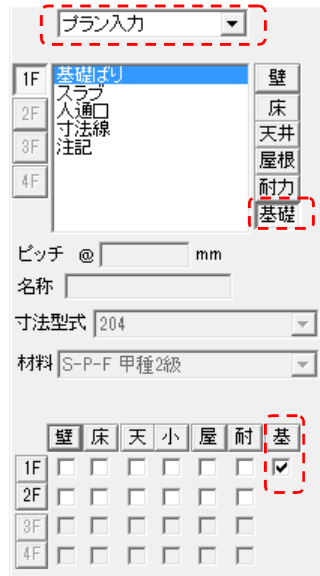 プラン入力
1F
2F
3F
4F
基礎ばり
スラブ
人通口
寸法線
注記
壁
床
天井
屋根
耐力
基礎
ピッチ @ mm
名称
寸法型式 204
材料 S-P-F 甲種2級
壁 床 天 小 屋 耐 基
1F
2F
3F
4F